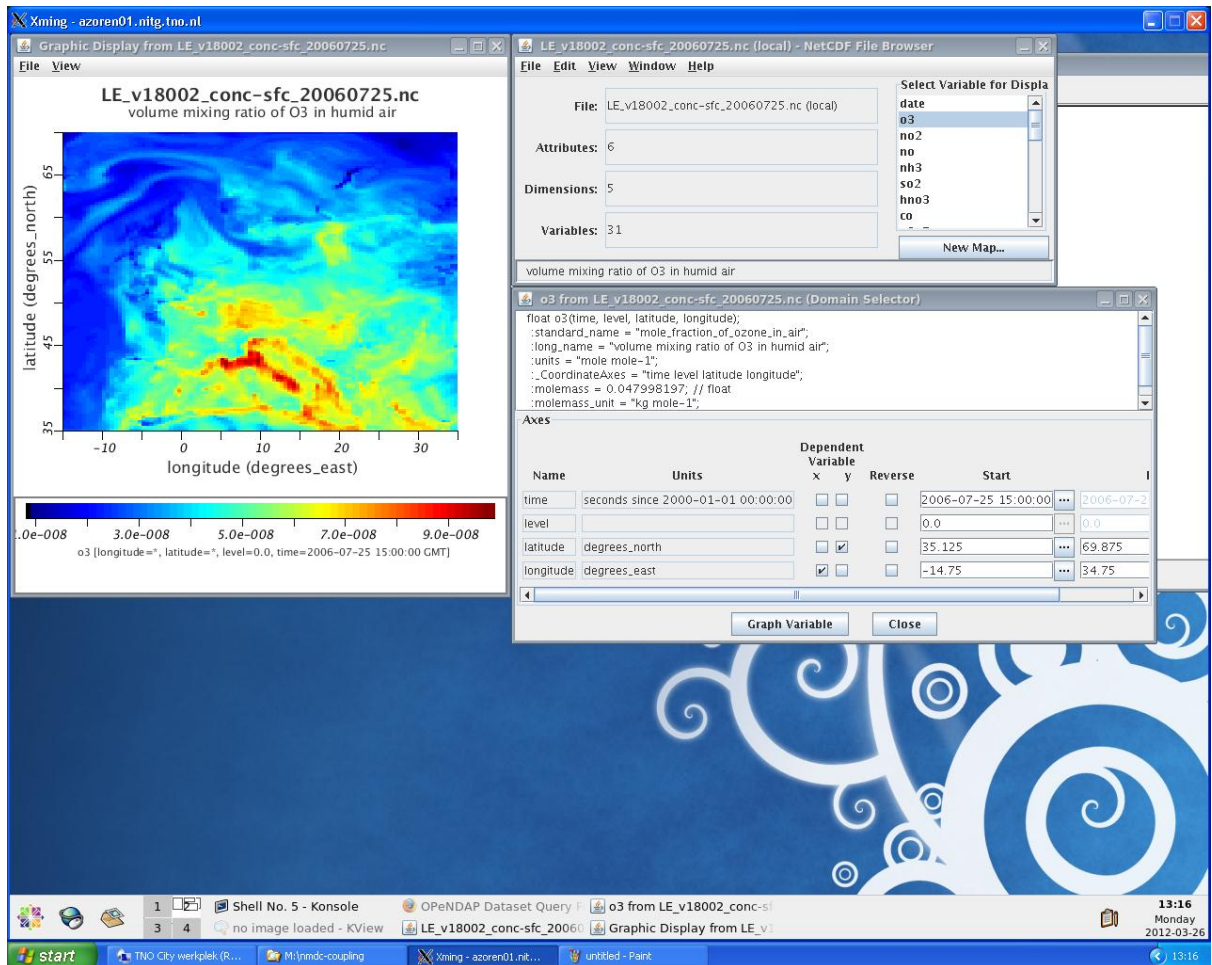 Xming - azoren01.nitg.tno.nl
Graphic Display from LE_v18002_conc-sfc_20060725.nc
File View
LE_v18002_conc-sfc_20060725.nc
volume mixing ratio of O3 in humid air
latitude (degrees_north)
65
55
45
35
-10 0 10 20 30
longitude (degrees_east)
.0e-008 3.0e-008 5.0e-008 7.0e-008 9.0e-008
o3 [longitude=*, latitude=*, level=0.0, time=2006-07-25 15:00:00 GMT]
LE_v18002_conc-sfc_20060725.nc (local) - NetCDF File Browser
File Edit View Window Help
File: LE_v18002_conc-sfc_20060725.nc (local)
Attributes: 6
Dimensions: 5
Variables: 31
Select Variable for Displa
date
o3
no2
no
nh3
so2
hno3
co
New Map...
volume mixing ratio of O3 in humid air
o3 from LE_v18002_conc-sfc_20060725.nc (Domain Selector)
float o3(time, level, latitude, longitude);
:standard_name = "mole_fraction_of_ozone_in_air";
:long_name = "volume mixing ratio of O3 in humid air";
:units = "mole mole-1";
:_CoordinateAxes = "time level latitude longitude";
:molemass = 0.047998197; // float
:molemass_unit = "kg mole-1";
Axes
Dependent
Variable
Name Units x y Reverse Start
time seconds since 2000-01-01 00:00:00 2006-07-25 15:00:00 ... 2006-07-2
level 0.0 ... 0.0
latitude degrees_north 35.125 ... 69.875
longitude degrees_east -14.75 ... 34.75
Graph Variable Close
1 2 Shell No. 5 - Konsole OPeNDAP Dataset Query F o3 from LE_v18002_conc-sf
3 4 no image loaded - KView LE_v18002_conc-sfc_20060 Graphic Display from LE_v1
13:16
Monday
2012-03-26
start TNO City werkplek (R... M:\nmdc-coupling Xming - azoren01.nit... untitled - Paint 13:16